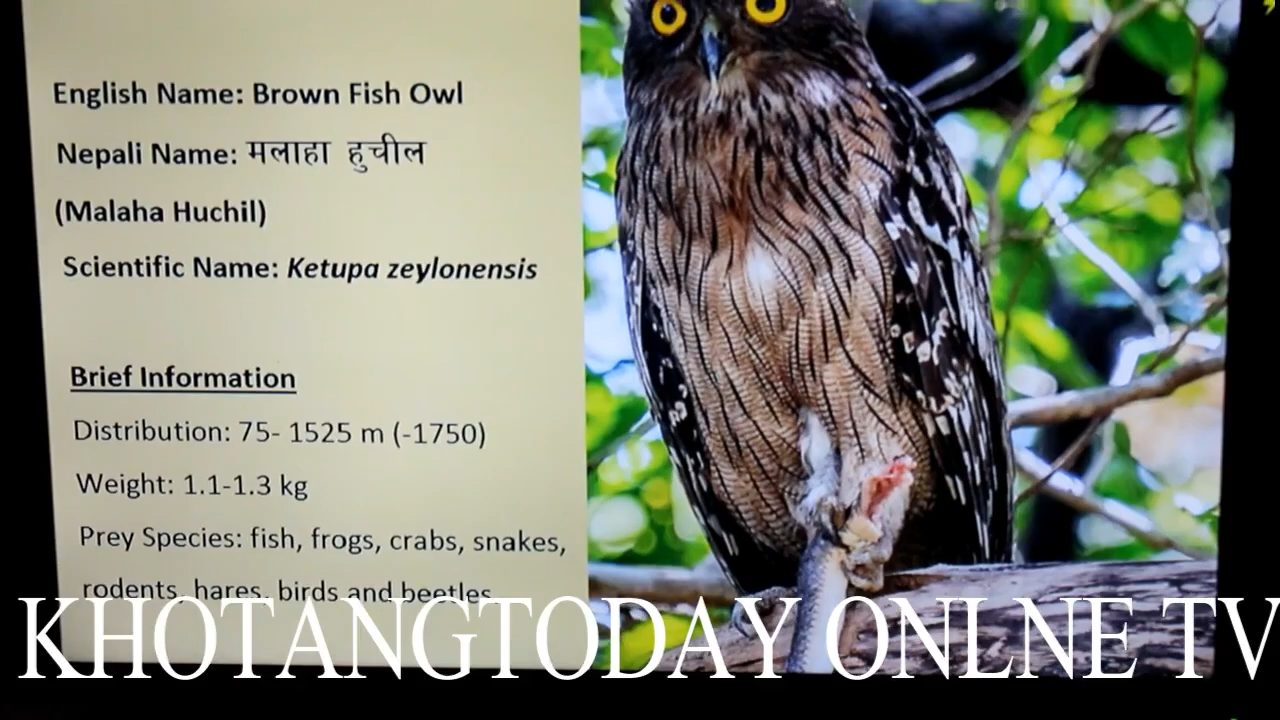 English Name: Brown Fish Owl
Nepali Name: मलाहा हुचील
(Malaha Huchil)
Scientific Name: Ketupa zeylonensis
Brief Information
Distribution: 75- 1525 m (-1750)
Weight: 1.1-1.3 kg
Prey Species: fish, frogs, crabs, snakes,
rodents, hares, birds and beetles
KHOTANGTODAY ONLNE TV